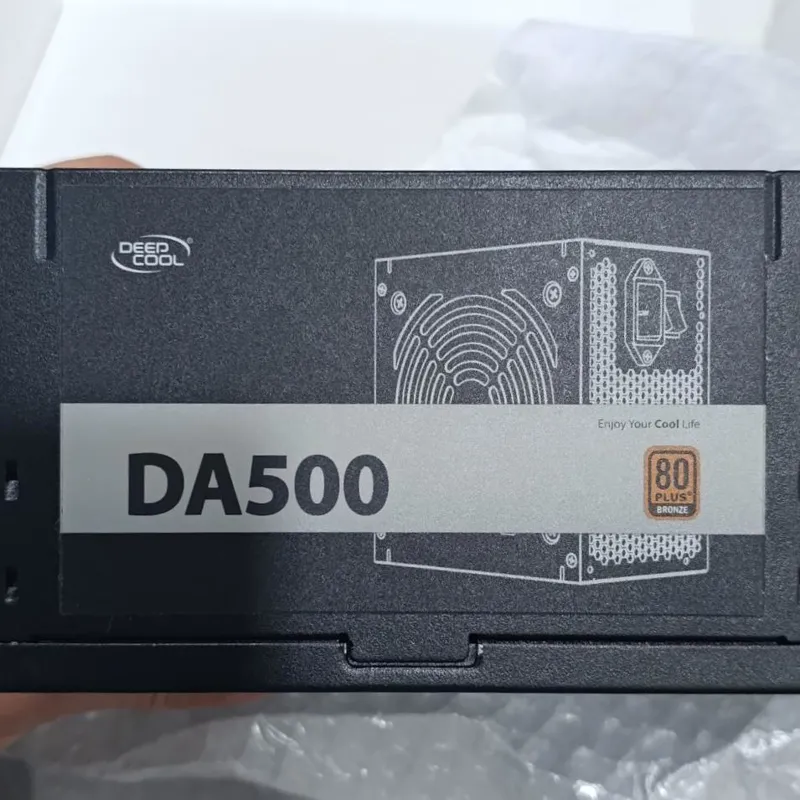 DEEP
COOL®
Enjoy Your Cool Life
DA500
80
PLUS®
BRONZE